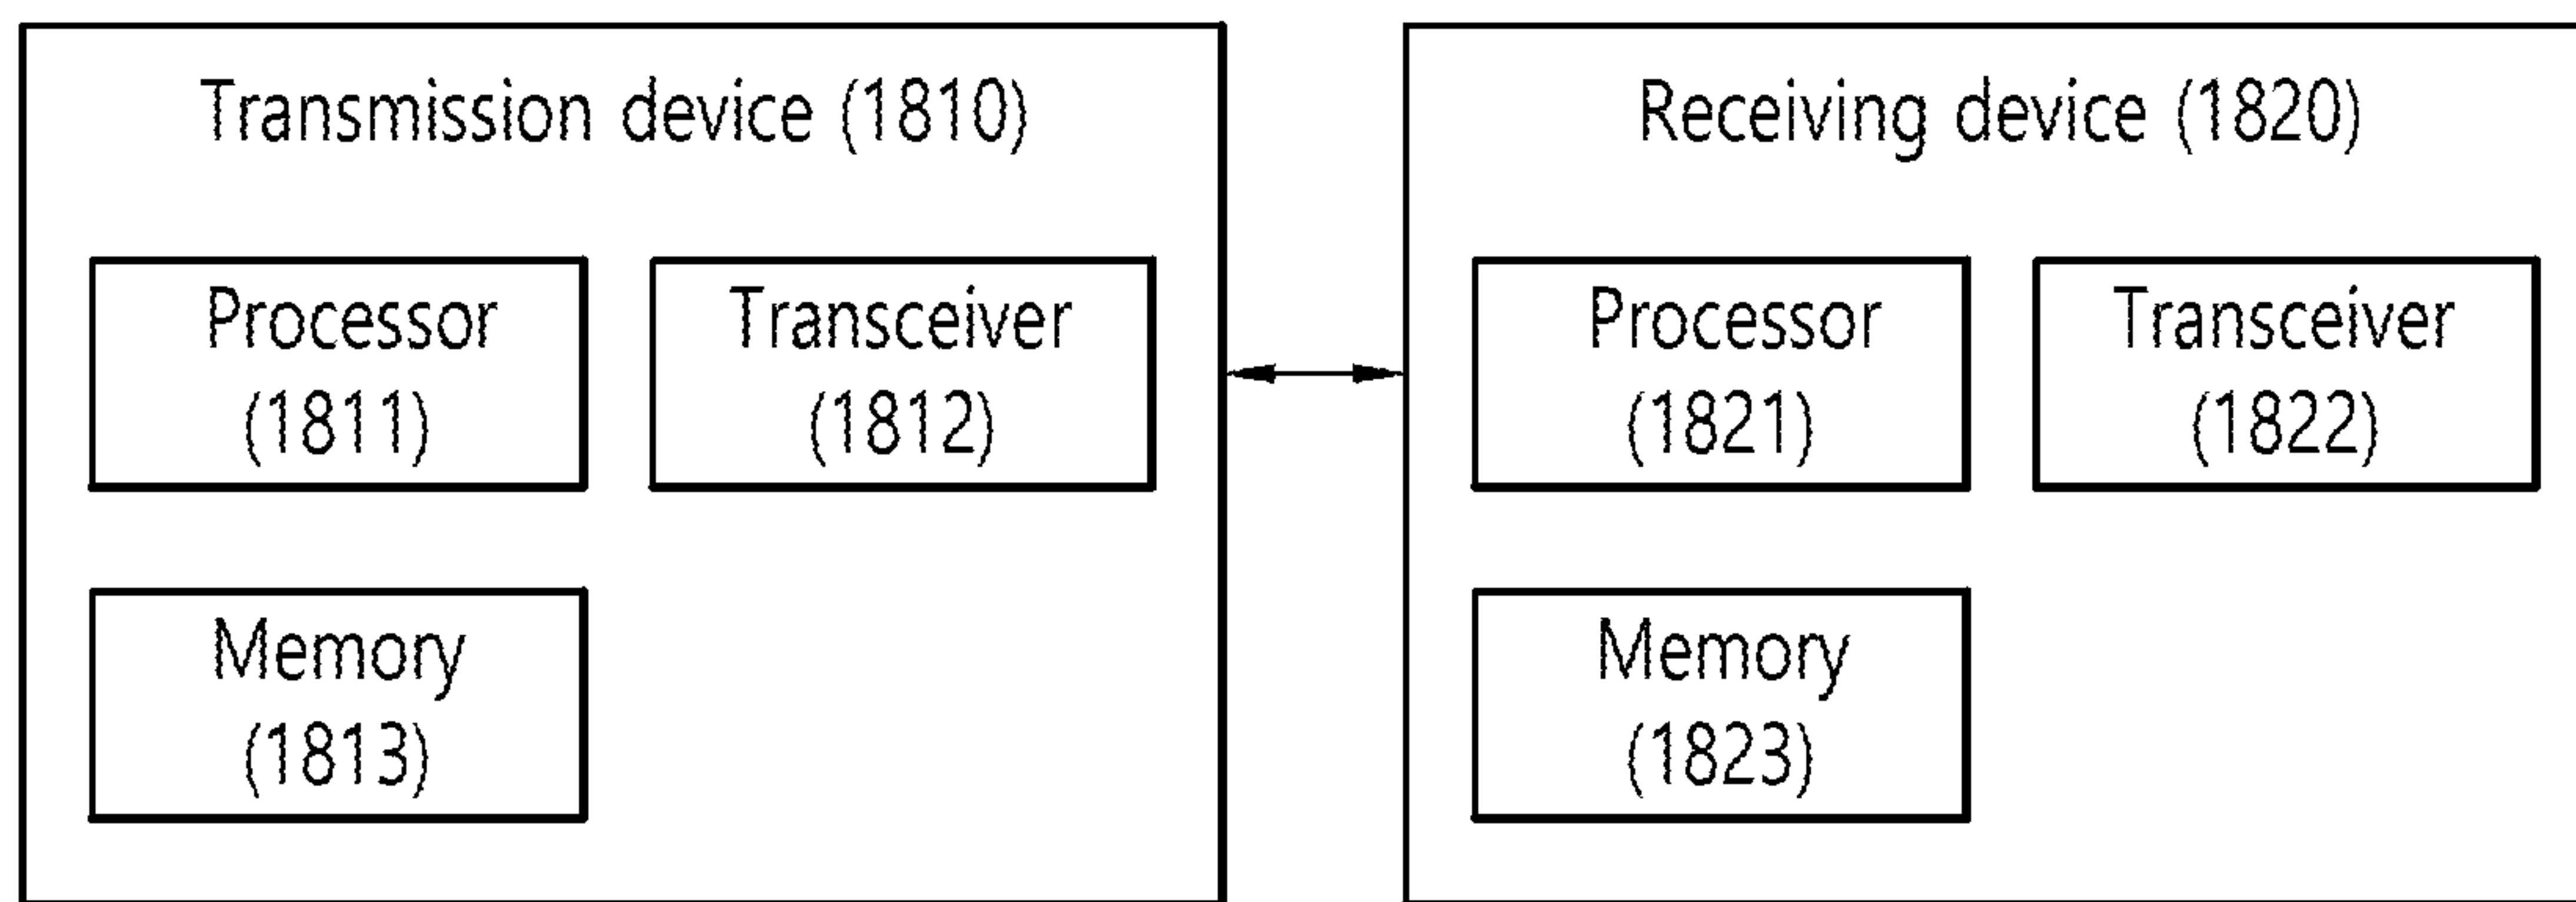 Transmission device (1810)
Processor
(1811)
Transceiver
(1812)
Memory
(1813)
Receiving device (1820)
Processor
(1821)
Transceiver
(1822)
Memory
(1823)